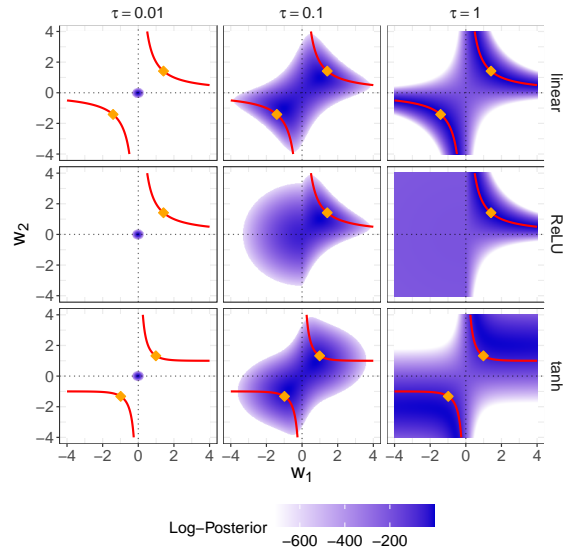 τ = 0.01 τ = 0.1 τ = 1
4
2
0
−2
−4
linear
4
2
0
−2
−4
ReLU
4
2
0
−2
−4
tanh
w2
−4 −2 0 2 4 −4 −2 0 2 4 −4 −2 0 2 4
w1
Log−Posterior
−600 −400 −200